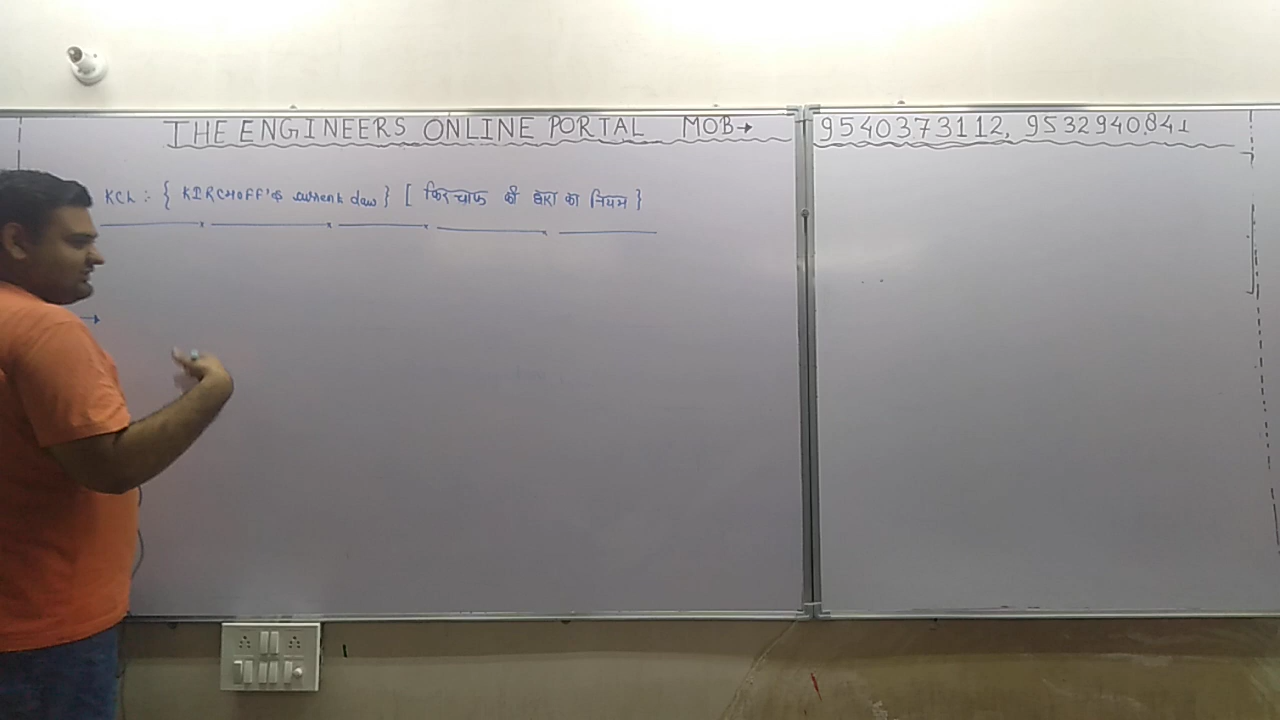 THE ENGINEERS ONLINE PORTAL MOB→ 9540373112, 9532940841
KCL :- { KIRCHOFF'S current Law } [ किरचॉफ की धारा का नियम }
→